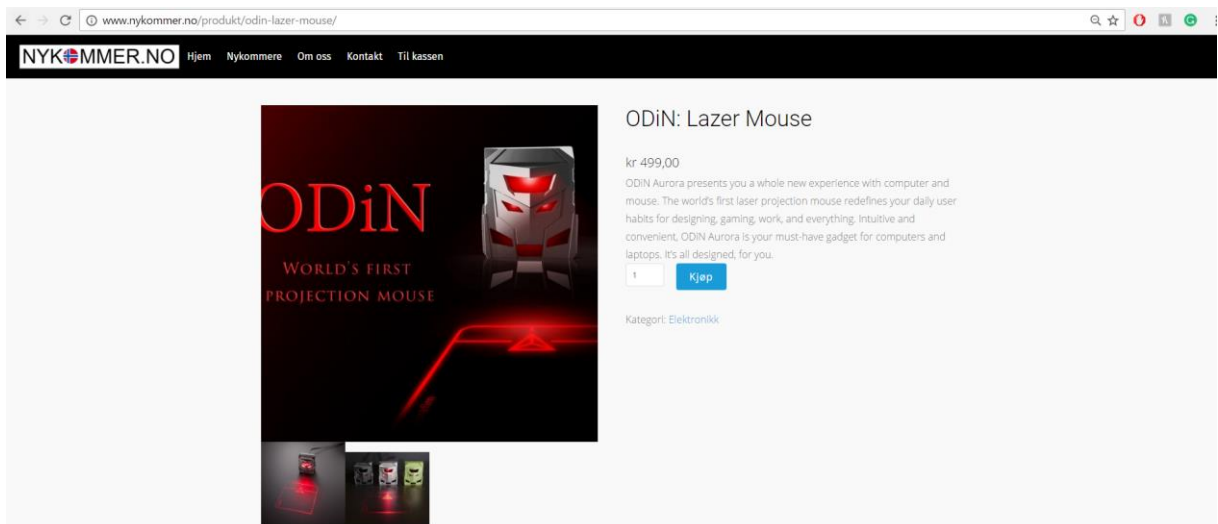 www.nykommer.no/produkt/odin-lazer-mouse/
NYKOMMER.NO Hjem Nykommere Om oss Kontakt Til kassen
ODiN
WORLD'S FIRST
PROJECTION MOUSE
ODiN: Lazer Mouse
kr 499,00
ODiN Aurora presents you a whole new experience with computer and
mouse. The world's first laser projection mouse redefines your daily user
habits for designing, gaming, work, and everything. Intuitive and
convenient, ODiN Aurora is your must-have gadget for computers and
laptops. It's all designed, for you.
1 Kjøp
Kategori: Elektronikk